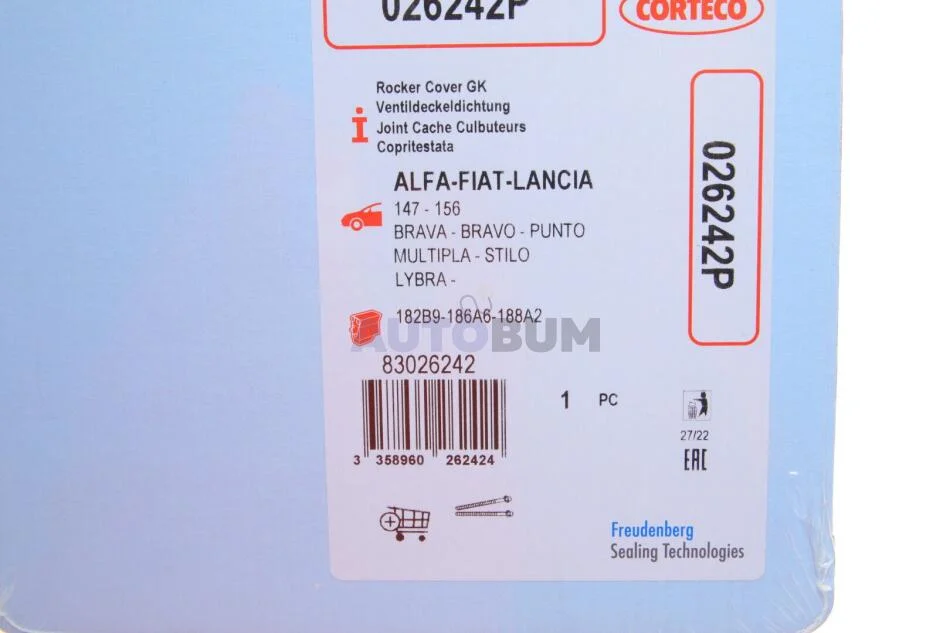 026242P
CORTECO
Rocker Cover GK
Ventildeckeldichtung
Joint Cache Culbuteurs
Copritestata
i
ALFA-FIAT-LANCIA
147 - 156
BRAVA - BRAVO - PUNTO
MULTIPLA - STILO
LYBRA -
182B9-186A6-188A2
AUTOBUM
83026242
3 358960 262424
1 PC
27/22
EAC
026242P
Freudenberg
Sealing Technologies